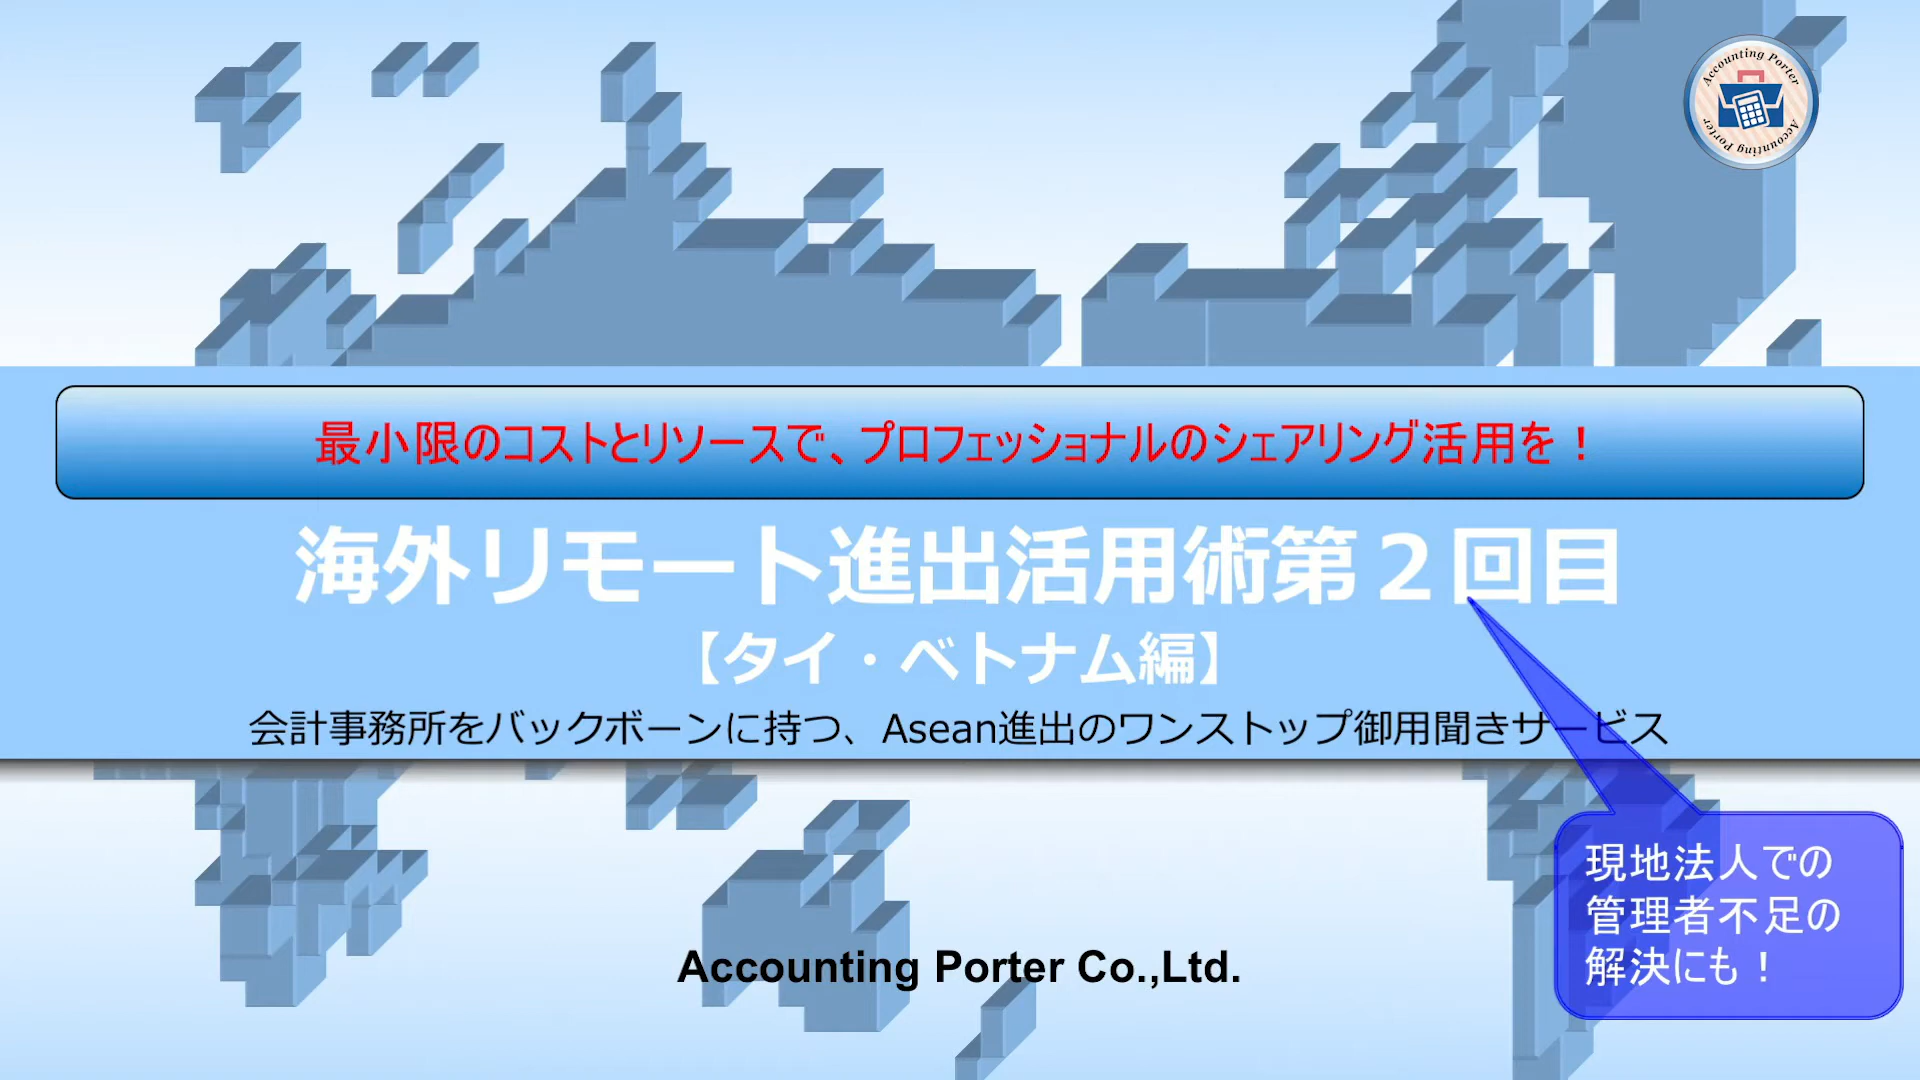 Accounting Porter
Accounting Porter
最小限のコストとリソースで、プロフェッショナルのシェアリング活用を！
海外リモート進出活用術第２回目
【タイ・ベトナム編】
会計事務所をバックボーンに持つ、Asean進出のワンストップ御用聞きサービス
現地法人での
管理者不足の
解決にも！
Accounting Porter Co.,Ltd.